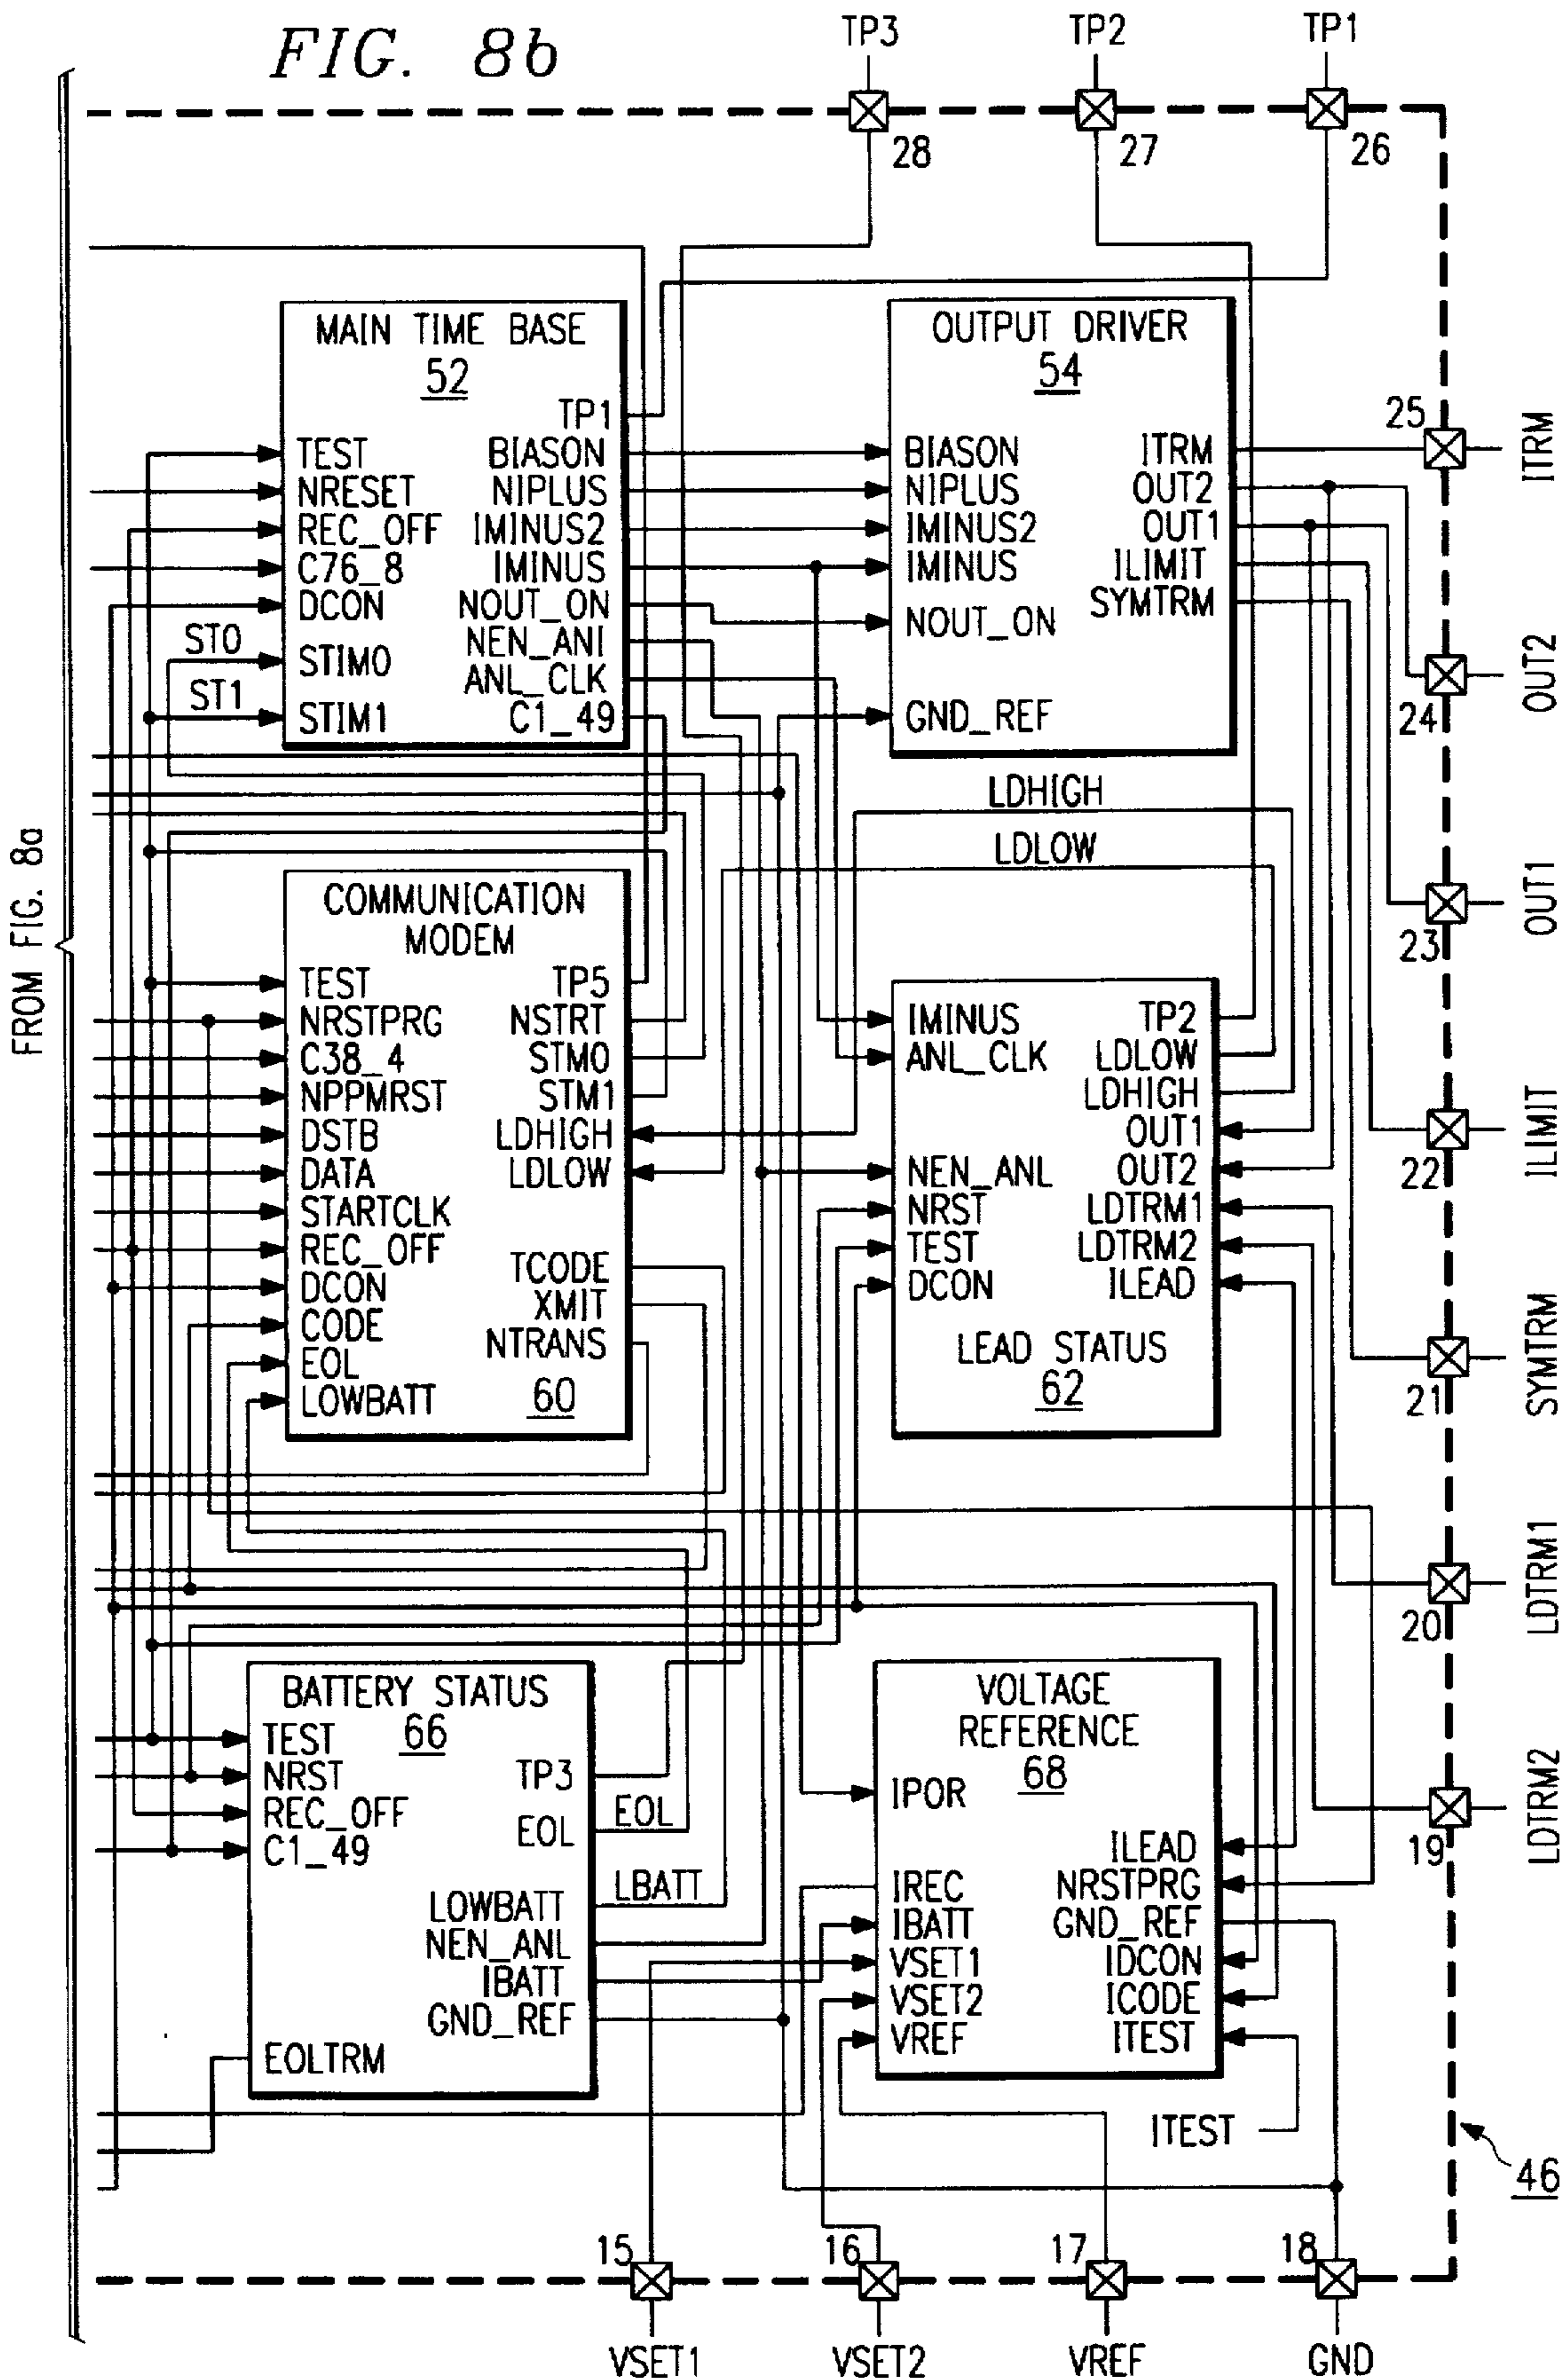 FIG. 8b
TP3
TP2
TP1
28
27
26
FROM FIG. 8a
MAIN TIME BASE
52
TP1
TEST
BIASON
NRESET
NIPLUS
REC_OFF
IMINUS2
C76_8
IMINUS
DCON
NOUT_ON
NEN_ANI
ST0
STIM0
ANL_CLK
ST1
STIM1
C1_49
OUTPUT DRIVER
54
BIASON
ITRM
NIPLUS
OUT2
IMINUS2
OUT1
IMINUS
ILIMIT
SYMTRM
NOUT_ON
GND_REF
25
ITRM
24
OUT2
23
OUT1
22
ILIMIT
21
SYMTRM
20
LDTRM1
19
LDTRM2
LDHIGH
LDLOW
COMMUNICATION
MODEM
TEST
TP5
NRSTPRG
NSTRT
C38_4
STM0
NPPMRST
STM1
DSTB
LDHIGH
DATA
LDLOW
STARTCLK
REC_OFF
TCODE
DCON
XMIT
CODE
NTRANS
EOL
LOWBATT
60
IMINUS
TP2
ANL_CLK
LDLOW
LDHIGH
OUT1
NEN_ANL
OUT2
NRST
LDTRM1
TEST
LDTRM2
DCON
ILEAD
LEAD STATUS
62
BATTERY STATUS
66
TEST
NRST
TP3
REC_OFF
EOL
EOL
C1_49
LOWBATT
LBATT
NEN_ANL
IBATT
GND_REF
EOLTRM
VOLTAGE
REFERENCE
68
IPOR
ILEAD
IREC
NRSTPRG
IBATT
GND_REF
VSET1
IDCON
VSET2
ICODE
VREF
ITEST
ITEST
46
15
16
17
18
VSET1
VSET2
VREF
GND